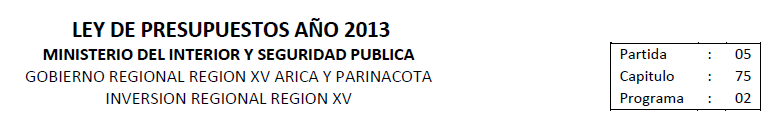 LEY DE PRESUPUESTOS AÑO 2013
MINISTERIO DEL INTERIOR Y SEGURIDAD PUBLICA
GOBIERNO REGIONAL REGION XV ARICA Y PARINACOTA
INVERSION REGIONAL REGION XV
Partida : 05
Capitulo : 75
Programa : 02